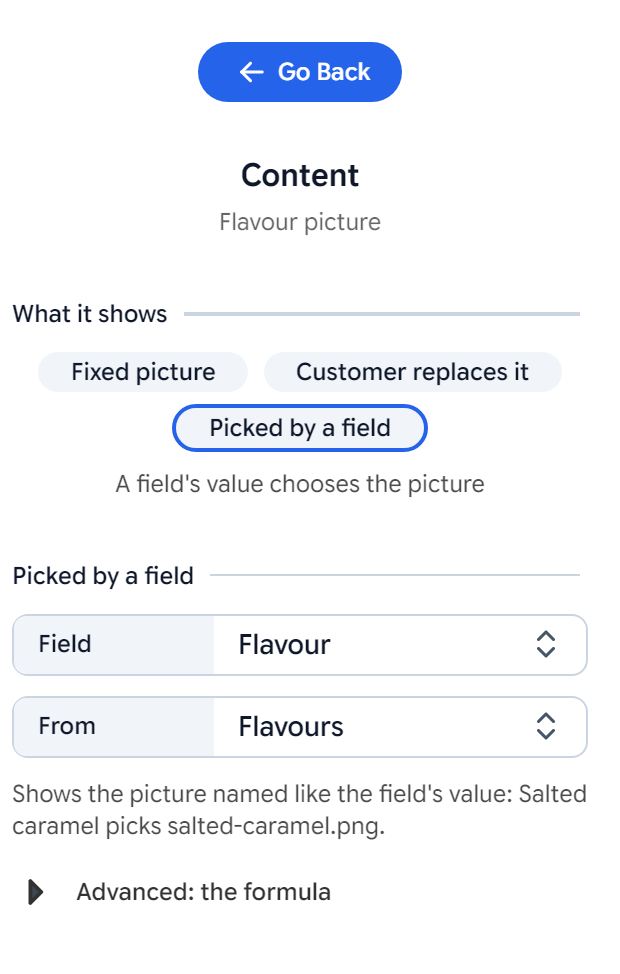 Go Back
Content
Flavour picture
What it shows
Fixed picture
Customer replaces it
Picked by a field
A field's value chooses the picture
Picked by a field
Field
Flavour
From
Flavours
Shows the picture named like the field's value: Salted
caramel picks salted-caramel.png.
Advanced: the formula